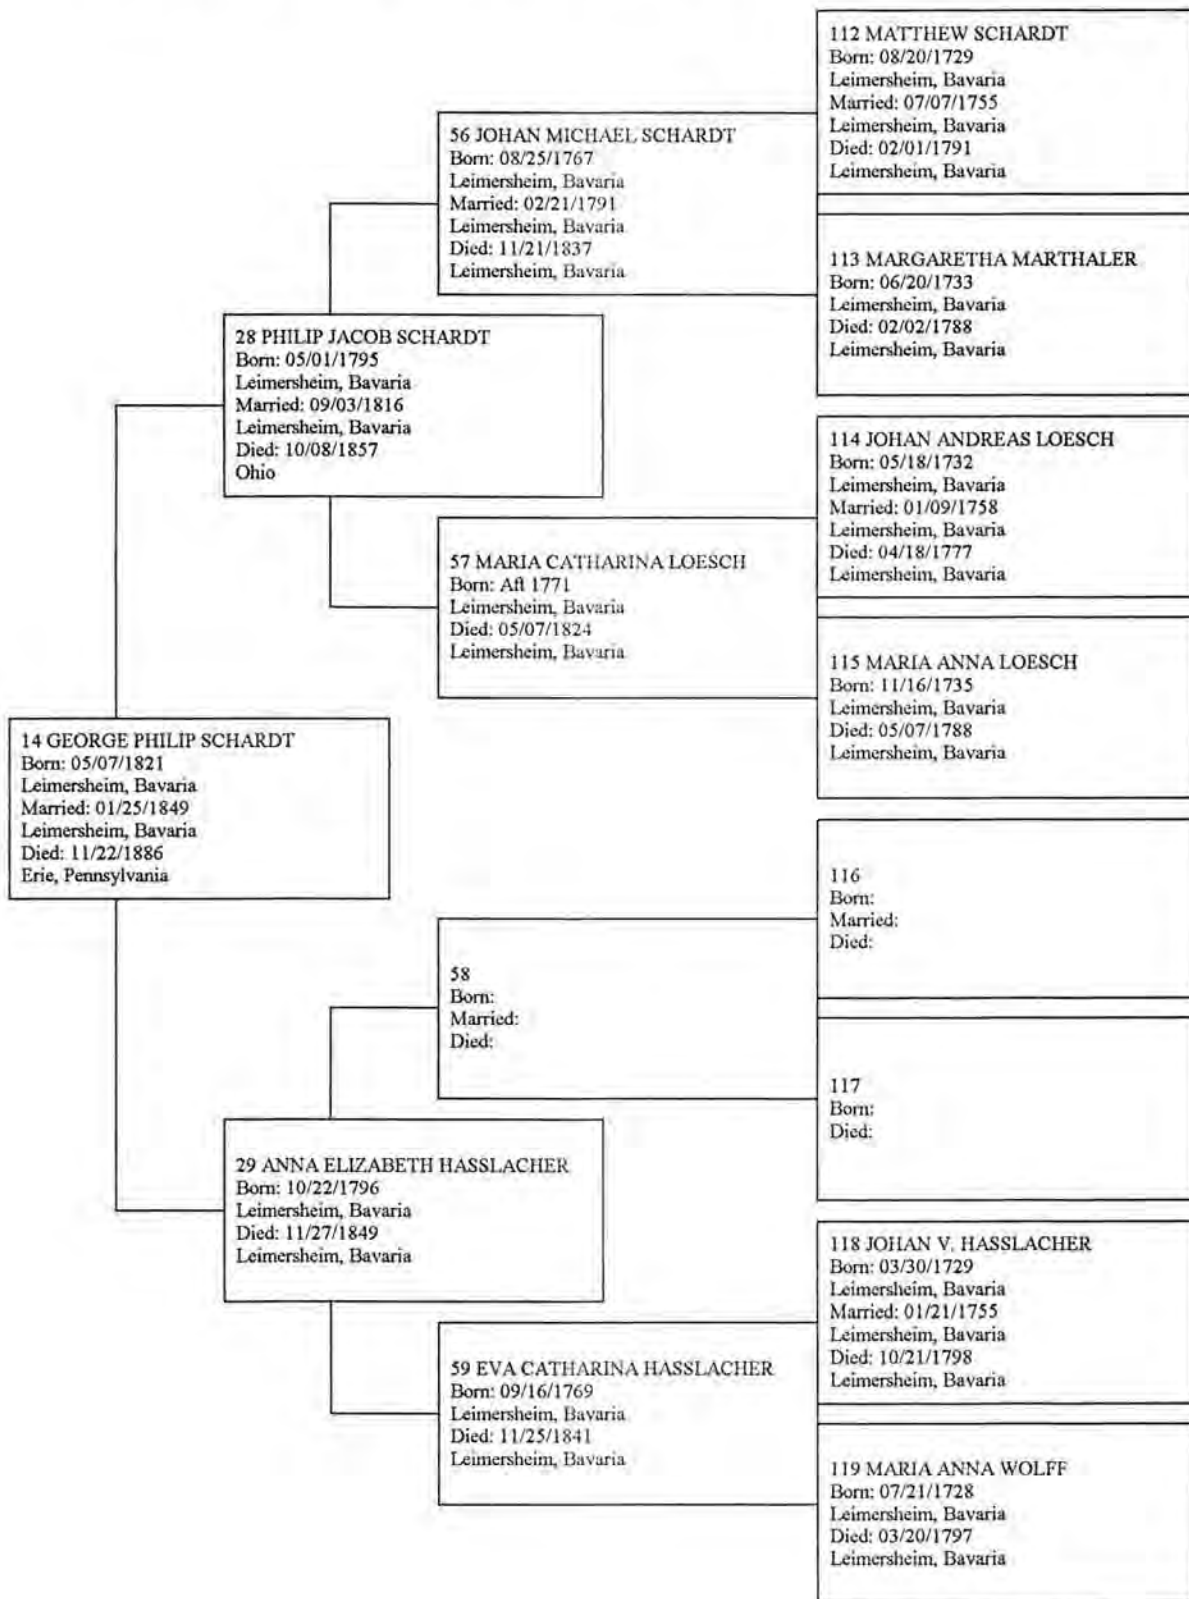 112 MATTHEW SCHARDT
Born: 08/20/1729
Leimersheim, Bavaria
Married: 07/07/1755
Leimersheim, Bavaria
Died: 02/01/1791
Leimersheim, Bavaria
56 JOHAN MICHAEL SCHARDT
Born: 08/25/1767
Leimersheim, Bavaria
Married: 02/21/1791
Leimersheim, Bavaria
Died: 11/21/1837
Leimersheim, Bavaria
113 MARGARETHA MARTHALER
Born: 06/20/1733
Leimersheim, Bavaria
Died: 02/02/1788
Leimersheim, Bavaria
28 PHILIP JACOB SCHARDT
Born: 05/01/1795
Leimersheim, Bavaria
Married: 09/03/1816
Leimersheim, Bavaria
Died: 10/08/1857
Ohio
114 JOHAN ANDREAS LOESCH
Born: 05/18/1732
Leimersheim, Bavaria
Married: 01/09/1758
Leimersheim, Bavaria
Died: 04/18/1777
Leimersheim, Bavaria
57 MARIA CATHARINA LOESCH
Born: Aft 1771
Leimersheim, Bavaria
Died: 05/07/1824
Leimersheim, Bavaria
115 MARIA ANNA LOESCH
Born: 11/16/1735
Leimersheim, Bavaria
Died: 05/07/1788
Leimersheim, Bavaria
14 GEORGE PHILIP SCHARDT
Born: 05/07/1821
Leimersheim, Bavaria
Married: 01/25/1849
Leimersheim, Bavaria
Died: 11/22/1886
Erie, Pennsylvania
116
Born:
Married:
Died:
58
Born:
Married:
Died:
117
Born:
Died:
29 ANNA ELIZABETH HASSLACHER
Born: 10/22/1796
Leimersheim, Bavaria
Died: 11/27/1849
Leimersheim, Bavaria
118 JOHAN V. HASSLACHER
Born: 03/30/1729
Leimersheim, Bavaria
Married: 01/21/1755
Leimersheim, Bavaria
Died: 10/21/1798
Leimersheim, Bavaria
59 EVA CATHARINA HASSLACHER
Born: 09/16/1769
Leimersheim, Bavaria
Died: 11/25/1841
Leimersheim, Bavaria
119 MARIA ANNA WOLFF
Born: 07/21/1728
Leimersheim, Bavaria
Died: 03/20/1797
Leimersheim, Bavaria